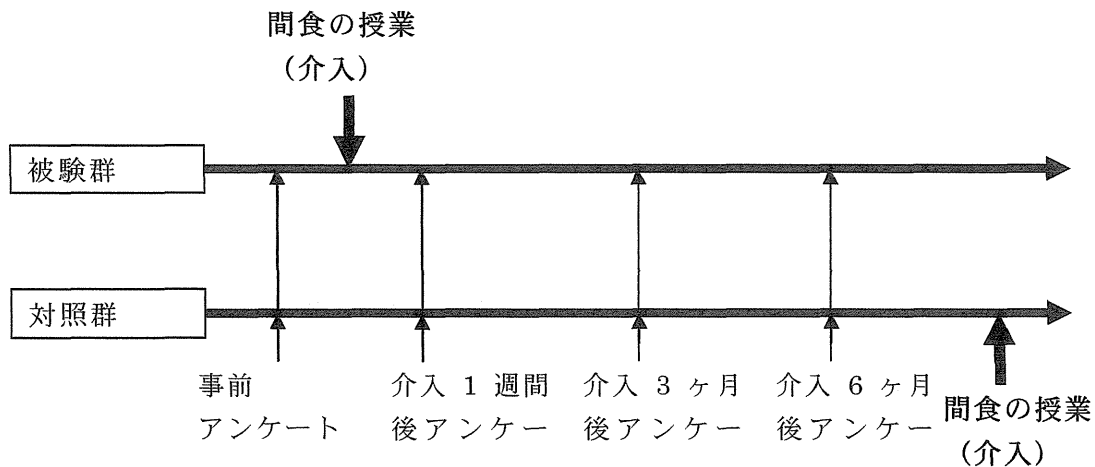 間食の授業
（介入）
被験群
対照群
事前
アンケート
介入 1 週間
後アンケー
介入 3 ヶ月
後アンケー
介入 6 ヶ月
後アンケー
間食の授業
（介入）